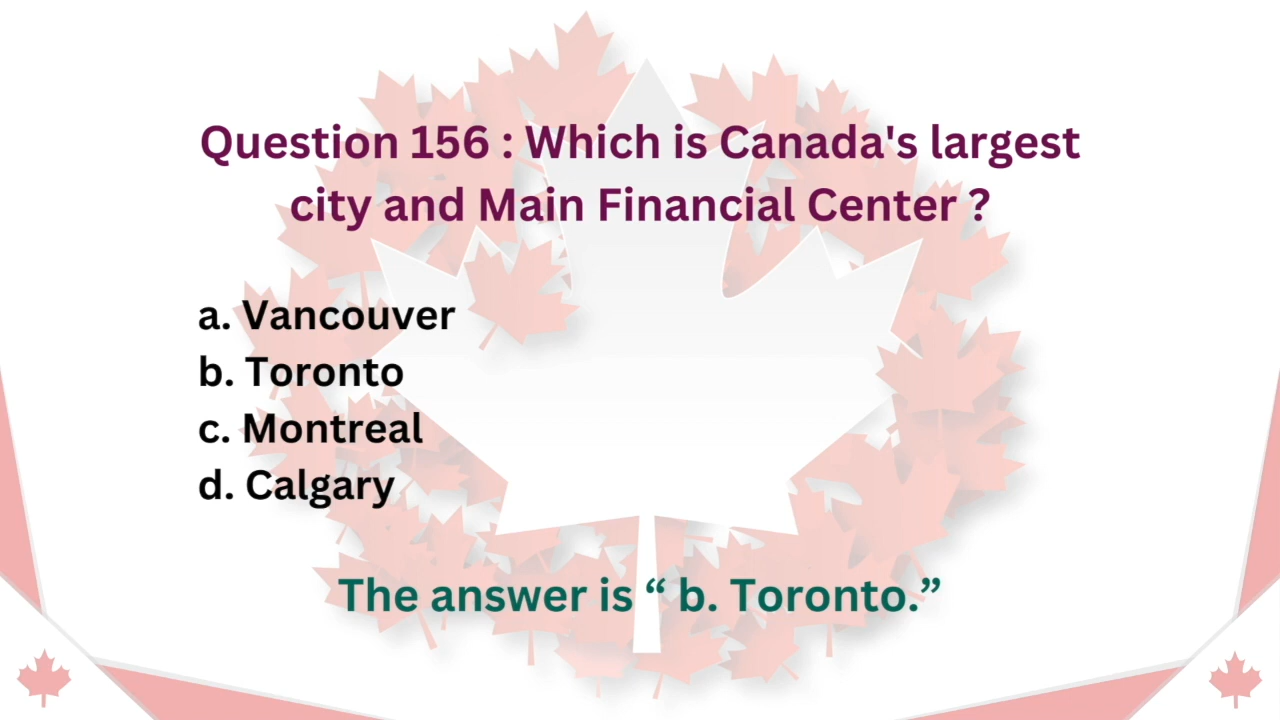 Question 156 : Which is Canada's largest
city and Main Financial Center ?
a. Vancouver
b. Toronto
c. Montreal
d. Calgary
The answer is “ b. Toronto.”